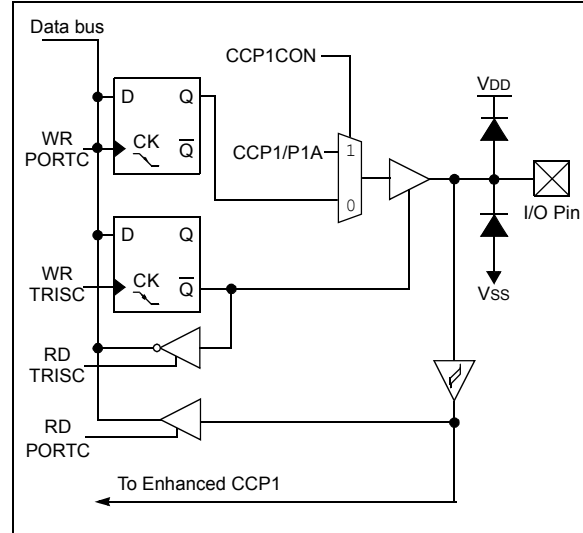 Data bus
CCP1CON
VDD
D Q
WR
PORTC
CK
Q
CCP1/P1A
1
0
I/O Pin
D Q
WR
TRISC
CK
Q
VSS
RD
TRISC
RD
PORTC
To Enhanced CCP1